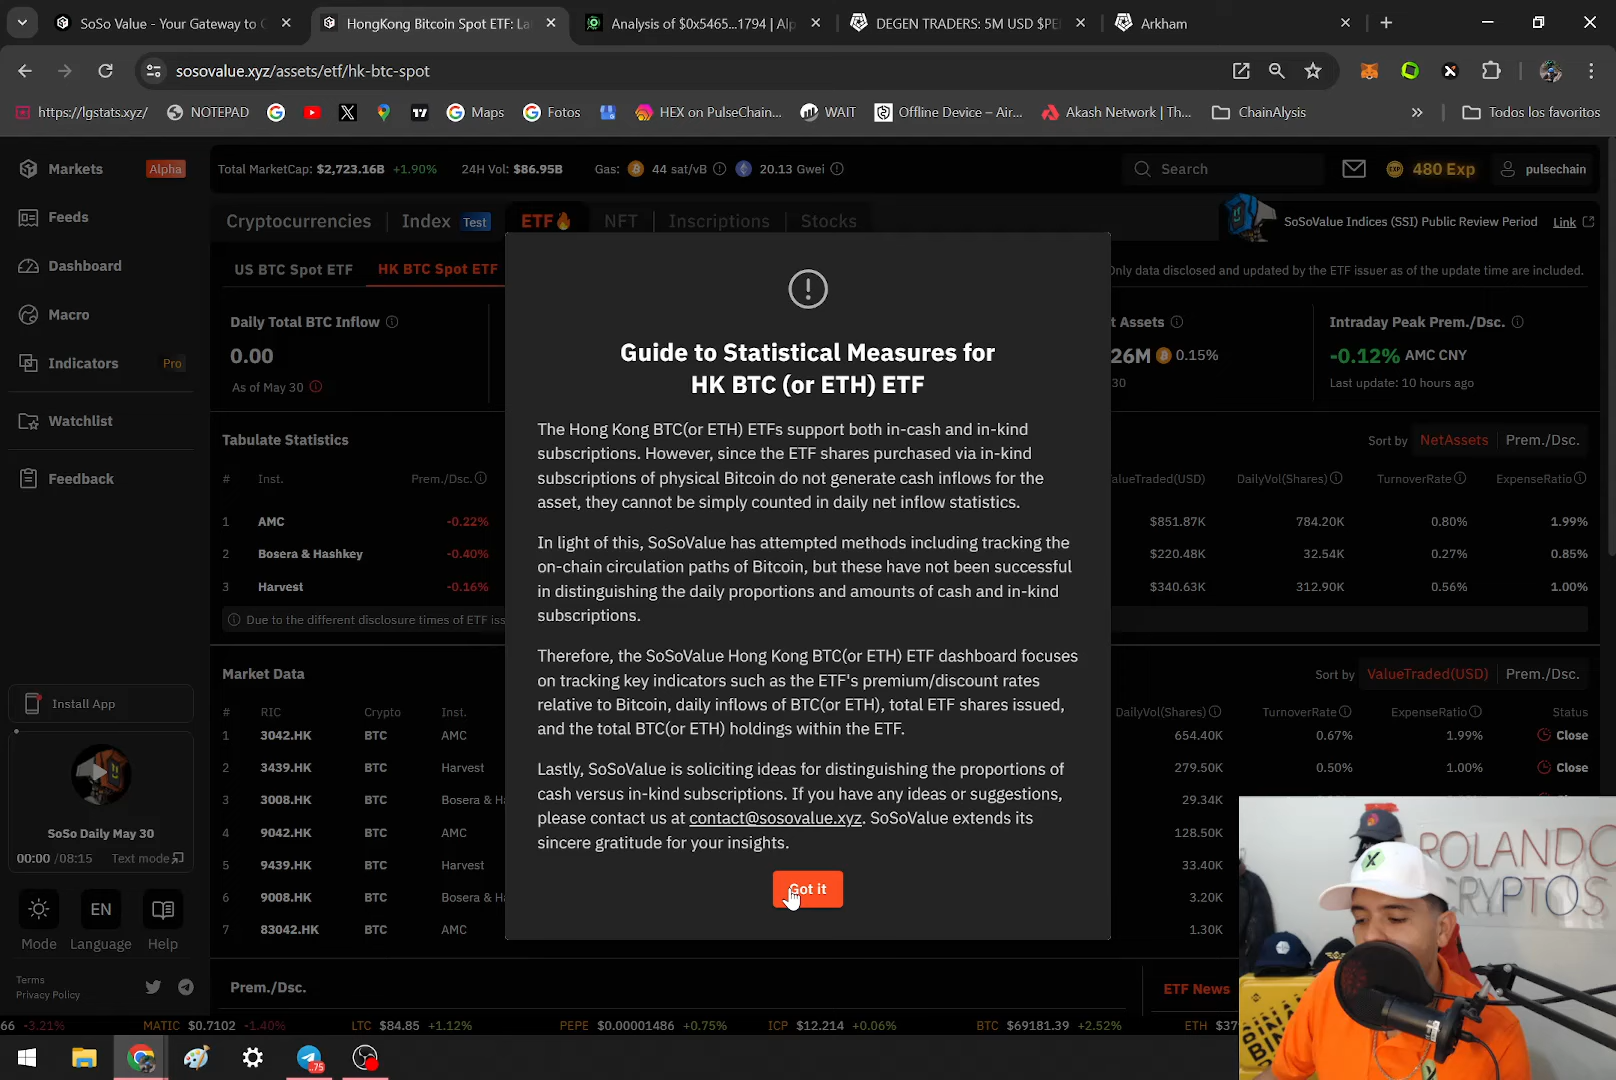 SoSo Value - Your Gateway to C
HongKong Bitcoin Spot ETF: La
Analysis of $0x5465...1794 | Alp
DEGEN TRADERS: 5M USD $PE
Arkham
sosovalue.xyz/assets/etf/hk-btc-spot
https://lgstats.xyz/
NOTEPAD
Maps
Fotos
HEX on PulseChain...
WAIT
Offline Device – Air...
Akash Network | Th...
ChainAlysis
»
Todos los favoritos
Markets
Alpha
Total MarketCap: $2,723.16B +1.90%
24H Vol: $86.95B
Gas: 44 sat/vB
20.13 Gwei
Search
480 Exp
pulsechain
Feeds
Dashboard
Macro
Indicators
Pro
Watchlist
Feedback
Cryptocurrencies
Index
Test
ETF
NFT
Inscriptions
Stocks
SoSoValue Indices (SSI) Public Review Period
Link
US BTC Spot ETF
HK BTC Spot ETF
Only data disclosed and updated by the ETF issuer as of the update time are included.
Daily Total BTC Inflow
0.00
As of May 30
t Assets
26M 0.15%
30
Intraday Peak Prem./Dsc.
-0.12% AMC CNY
Last update: 10 hours ago
Guide to Statistical Measures for
HK BTC (or ETH) ETF
The Hong Kong BTC(or ETH) ETFs support both in-cash and in-kind
subscriptions. However, since the ETF shares purchased via in-kind
subscriptions of physical Bitcoin do not generate cash inflows for the
asset, they cannot be simply counted in daily net inflow statistics.
In light of this, SoSoValue has attempted methods including tracking the
on-chain circulation paths of Bitcoin, but these have not been successful
in distinguishing the daily proportions and amounts of cash and in-kind
subscriptions.
Therefore, the SoSoValue Hong Kong BTC(or ETH) ETF dashboard focuses
on tracking key indicators such as the ETF's premium/discount rates
relative to Bitcoin, daily inflows of BTC(or ETH), total ETF shares issued,
and the total BTC(or ETH) holdings within the ETF.
Lastly, SoSoValue is soliciting ideas for distinguishing the proportions of
cash versus in-kind subscriptions. If you have any ideas or suggestions,
please contact us at contact@sosovalue.xyz. SoSoValue extends its
sincere gratitude for your insights.
Got it
Tabulate Statistics
Sort by NetAssets Prem./Dsc.
# Inst. Prem./Dsc. alueTraded(USD) DailyVol(Shares) TurnoverRate ExpenseRatio
1 AMC -0.22% $851.87K 784.20K 0.80% 1.99%
2 Bosera & Hashkey -0.40% $220.48K 32.54K 0.27% 0.85%
3 Harvest -0.16% $340.63K 312.90K 0.56% 1.00%
Due to the different disclosure times of ETF iss
Market Data
Sort by ValueTraded(USD) Prem./Dsc.
# RIC Crypto Inst. DailyVol(Shares) TurnoverRate ExpenseRatio Status
1 3042.HK BTC AMC 654.40K 0.67% 1.99% Close
2 3439.HK BTC Harvest 279.50K 0.50% 1.00% Close
3 3008.HK BTC Bosera & H 29.34K
4 9042.HK BTC AMC 128.50K
5 9439.HK BTC Harvest 33.40K
6 9008.HK BTC Bosera & H 3.20K
7 83042.HK BTC AMC 1.30K
Prem./Dsc.
ETF News
Install App
SoSo Daily May 30
00:00 /08:15 Text mode
EN
Mode
Language
Help
Terms
Privacy Policy
66 -3.21%
MATIC $0.7102 -1.40%
LTC $84.85 +1.12%
PEPE $0.00001486 +0.75%
ICP $12.214 +0.06%
BTC $69181.39 +2.52%
ETH $37
75
ROLANDO
CRYPTOS